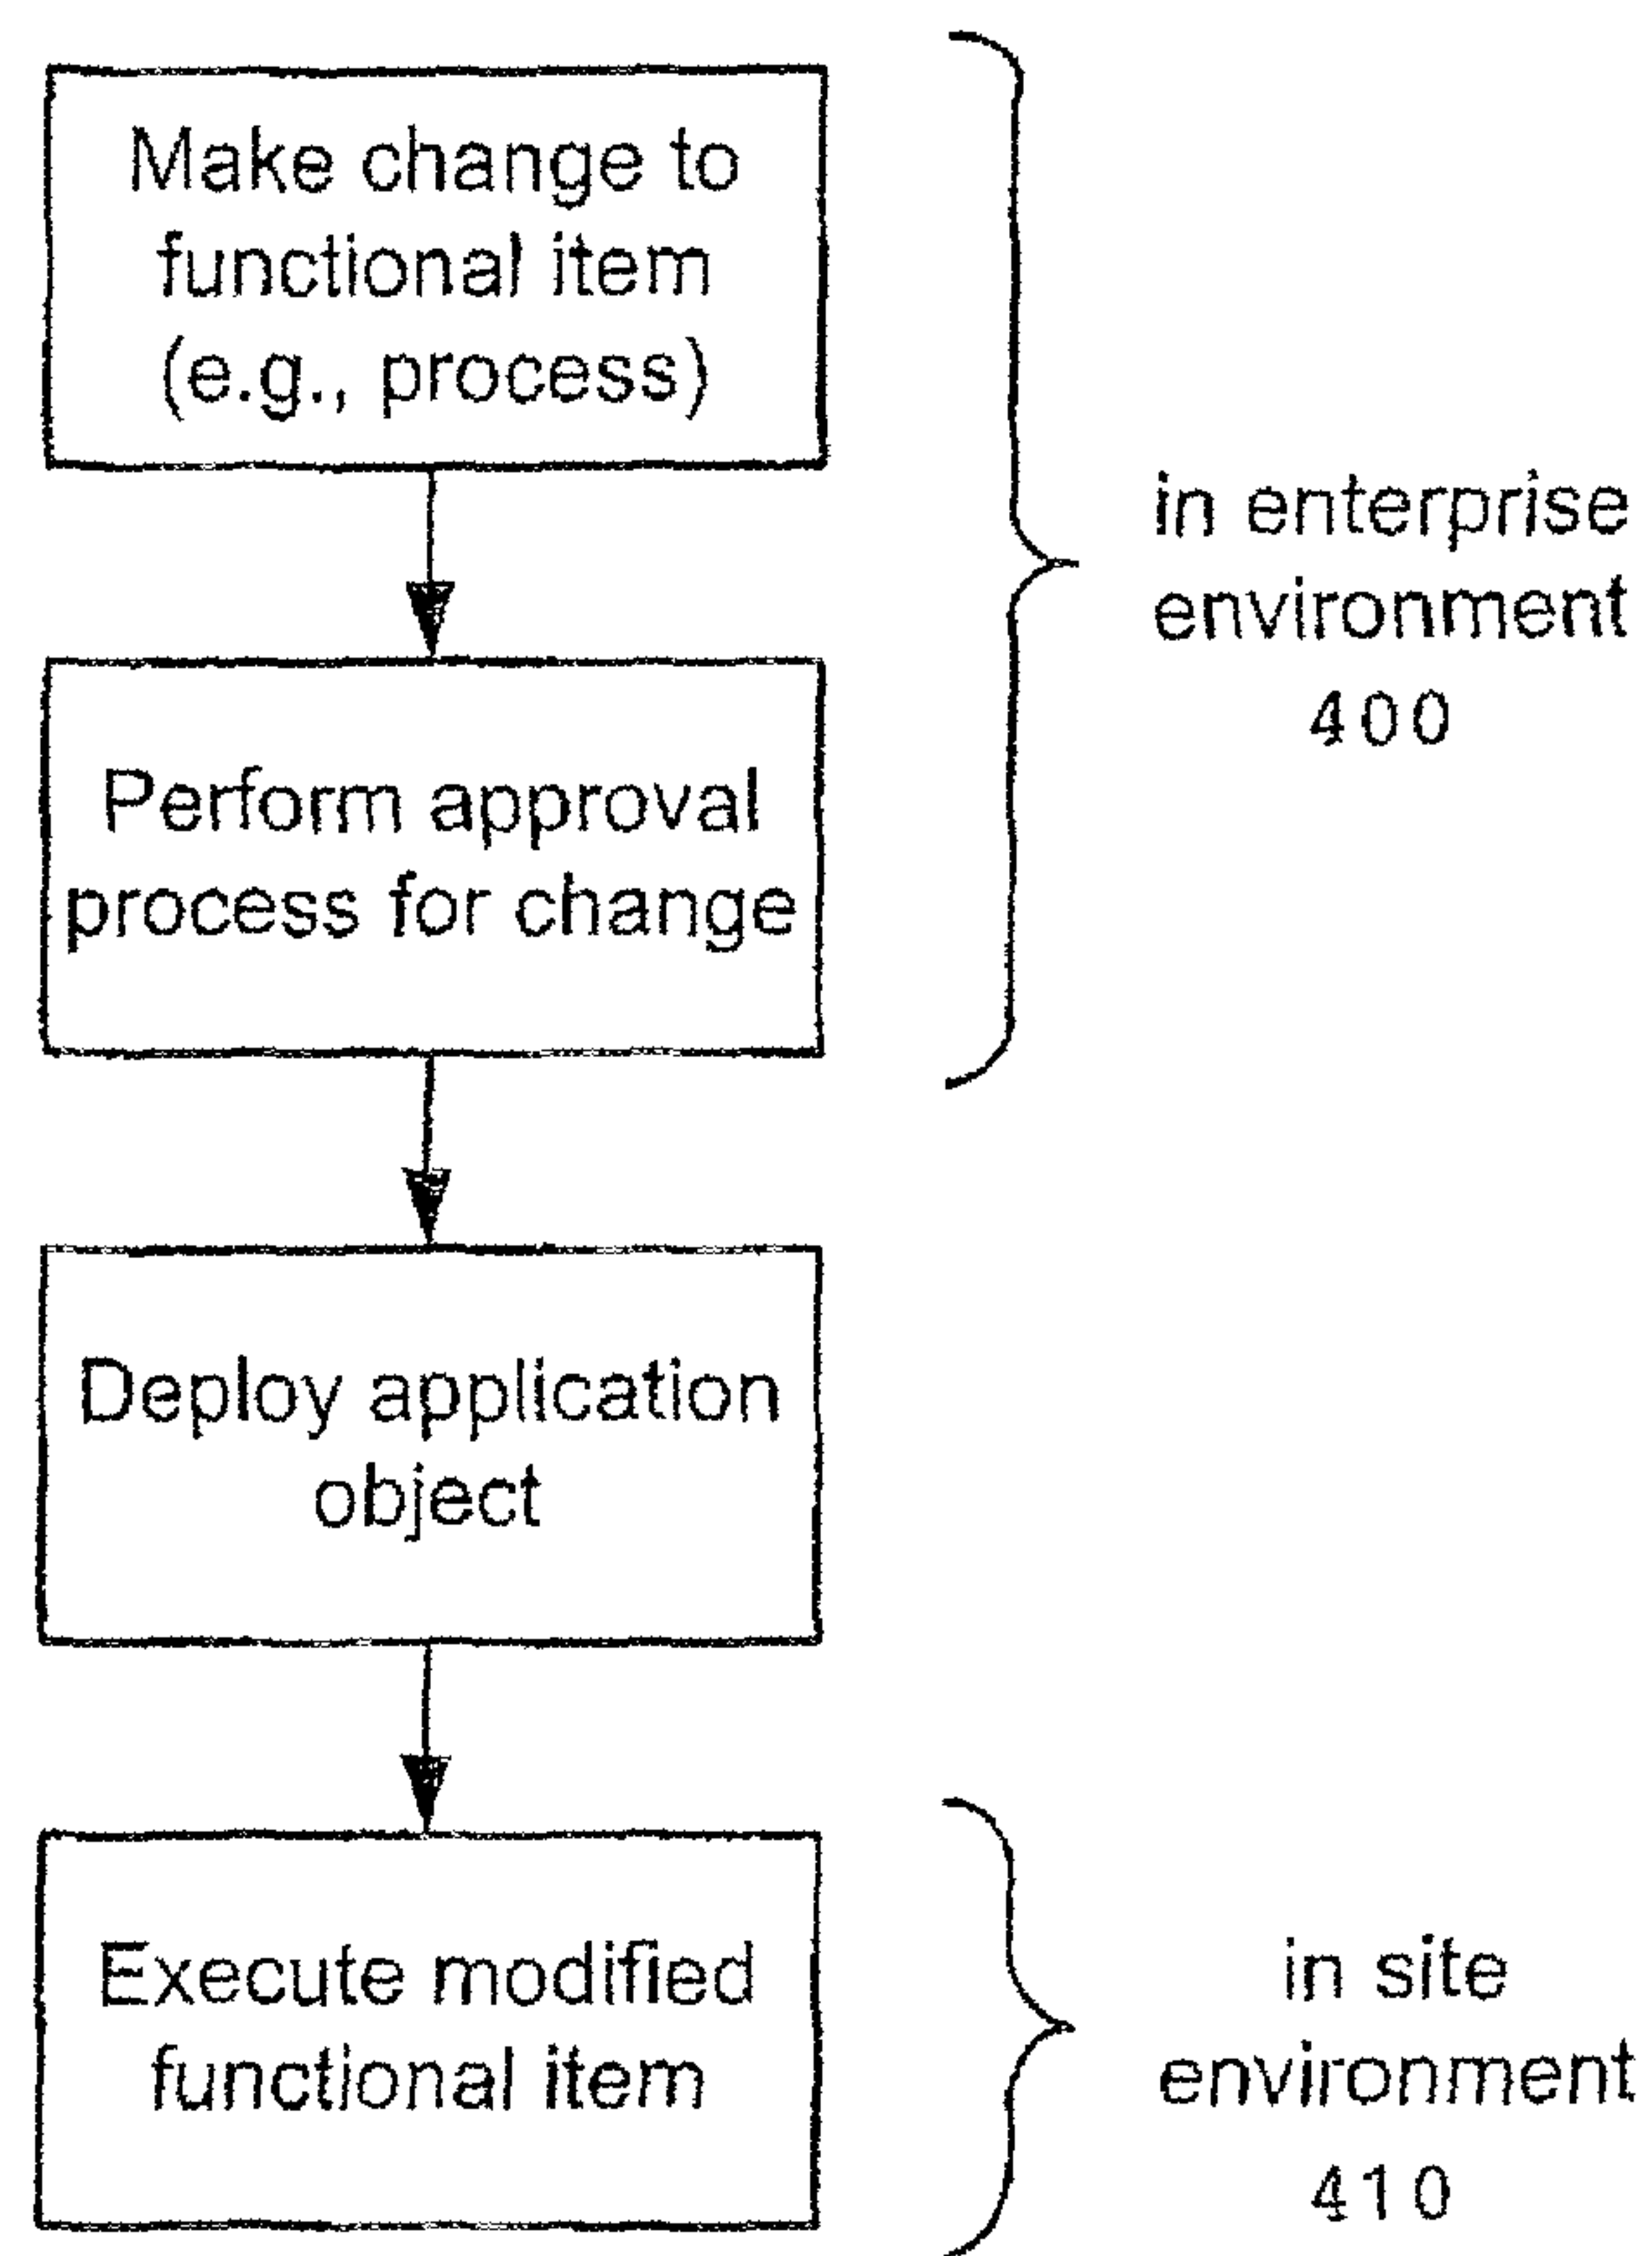 Make change to
functional item
(e.g., process)
in enterprise
environment
400
Perform approval
process for change
Deploy application
object
Execute modified
functional item
in site
environment
410